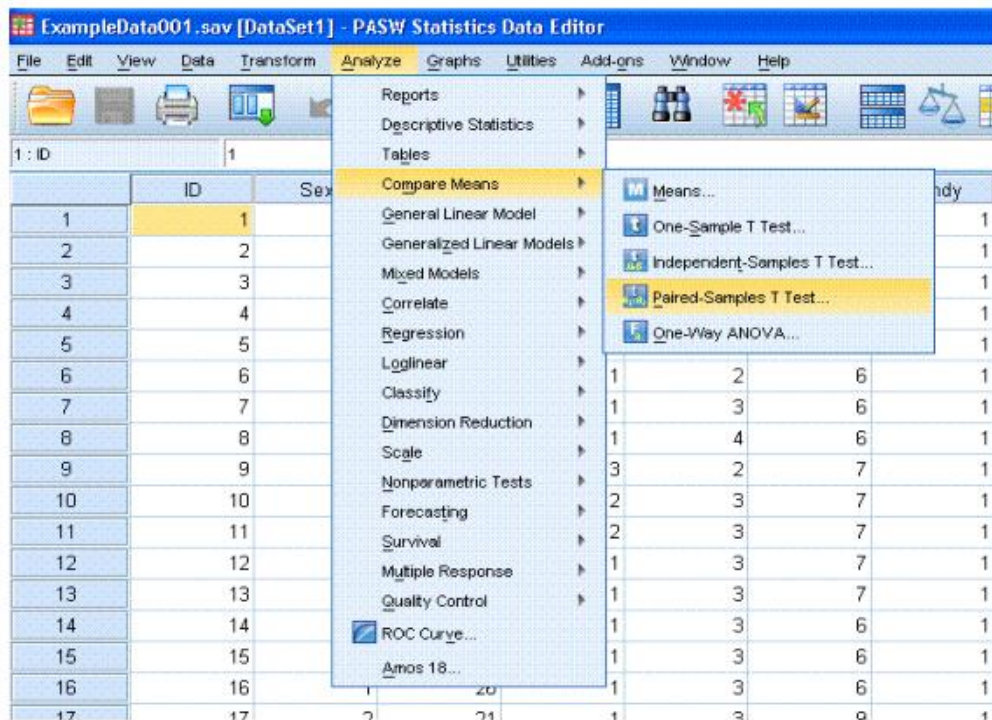 ExampleData001.sav [DataSet1] - PASW Statistics Data Editor
File Edit View Data Transform Analyze Graphs Utilities Add-ons Window Help
1 : ID 1
Reports
Descriptive Statistics
Tables
Compare Means
General Linear Model
Generalized Linear Models
Mixed Models
Correlate
Regression
Loglinear
Classify
Dimension Reduction
Scale
Nonparametric Tests
Forecasting
Survival
Multiple Response
Quality Control
ROC Curve...
Amos 18...
Means...
One-Sample T Test...
Independent-Samples T Test...
Paired-Samples T Test...
One-Way ANOVA...
ID Sex ndy
1 1 1
2 2 1
3 3 1
4 4 1
5 5 1
6 6 1 2 6 1
7 7 1 3 6 1
8 8 1 4 6 1
9 9 3 2 7 1
10 10 2 3 7 1
11 11 2 3 7 1
12 12 1 3 7 1
13 13 1 3 7 1
14 14 1 3 6 1
15 15 1 3 6 1
16 16 1 20 1 3 6 1
17 17 2 21 1 3 9 1